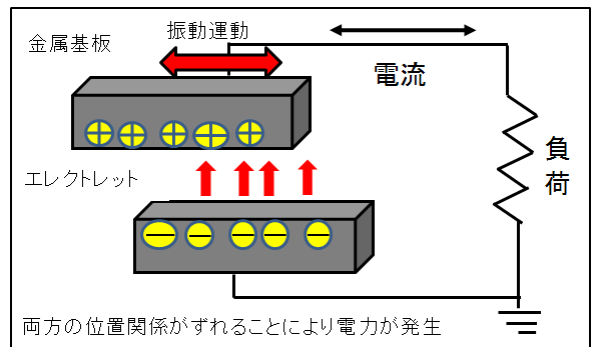 金属基板
振動運動
電流
負荷
エレクトレット
両方の位置関係がずれることにより電力が発生